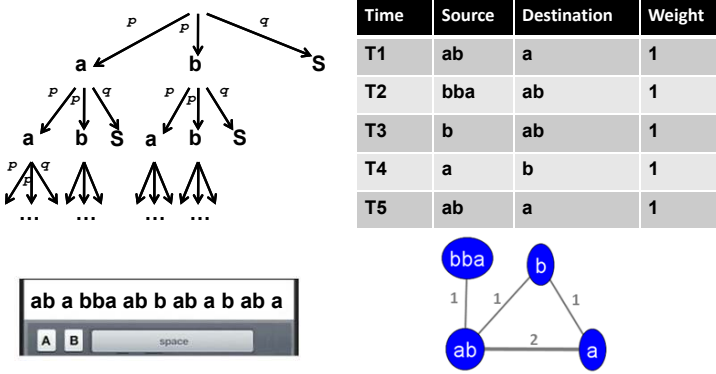 p p q
a b S
p p q p p q
a b S a b S
p p q
... ... ... ...
Time Source Destination Weight
T1 ab a 1
T2 bba ab 1
T3 b ab 1
T4 a b 1
T5 ab a 1
ab a bba ab b ab a b ab a
A B space
bba b
1 1 1
ab 2 a